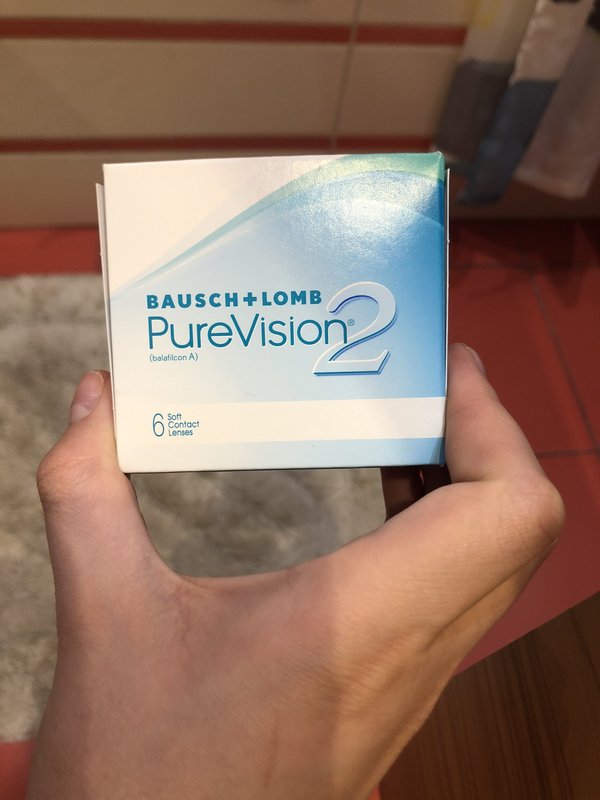 BAUSCH+LOMB
PureVision®2
(balafilcon A)
6 Soft
Contact
Lenses